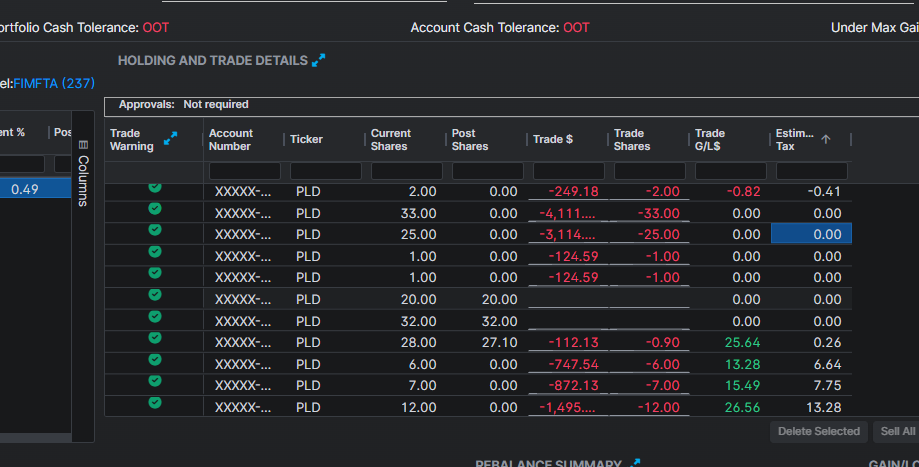 ortfolio Cash Tolerance: OOT Account Cash Tolerance: OOT Under Max Gai
HOLDING AND TRADE DETAILS
el:FIMFTA (237)
Approvals: Not required
ent % Pos Columns
Trade Warning Account Number Ticker Current Shares Post Shares Trade $ Trade Shares Trade G/L$ Estim... Tax
0.49
XXXXX-... PLD 2.00 0.00 -249.18 -2.00 -0.82 -0.41
XXXXX-... PLD 33.00 0.00 -4,111.... -33.00 0.00 0.00
XXXXX-... PLD 25.00 0.00 -3,114.... -25.00 0.00 0.00
XXXXX-... PLD 1.00 0.00 -124.59 -1.00 0.00 0.00
XXXXX-... PLD 1.00 0.00 -124.59 -1.00 0.00 0.00
XXXXX-... PLD 20.00 20.00 0.00 0.00
XXXXX-... PLD 32.00 32.00 0.00 0.00
XXXXX-... PLD 28.00 27.10 -112.13 -0.90 25.64 0.26
XXXXX-... PLD 6.00 0.00 -747.54 -6.00 13.28 6.64
XXXXX-... PLD 7.00 0.00 -872.13 -7.00 15.49 7.75
XXXXX-... PLD 12.00 0.00 -1,495.... -12.00 26.56 13.28
Delete Selected Sell All
REBALANCE SUMMARY GAIN/LO